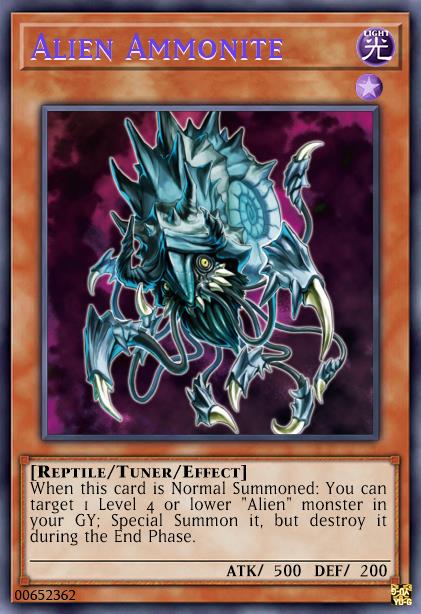 ALIEN AMMONITE
LIGHT
光
[REPTILE/TUNER/EFFECT]
When this card is Normal Summoned: You can
target 1 Level 4 or lower "Alien" monster in
your GY; Special Summon it, but destroy it
during the End Phase.
ATK/ 500 DEF/ 200
00652362